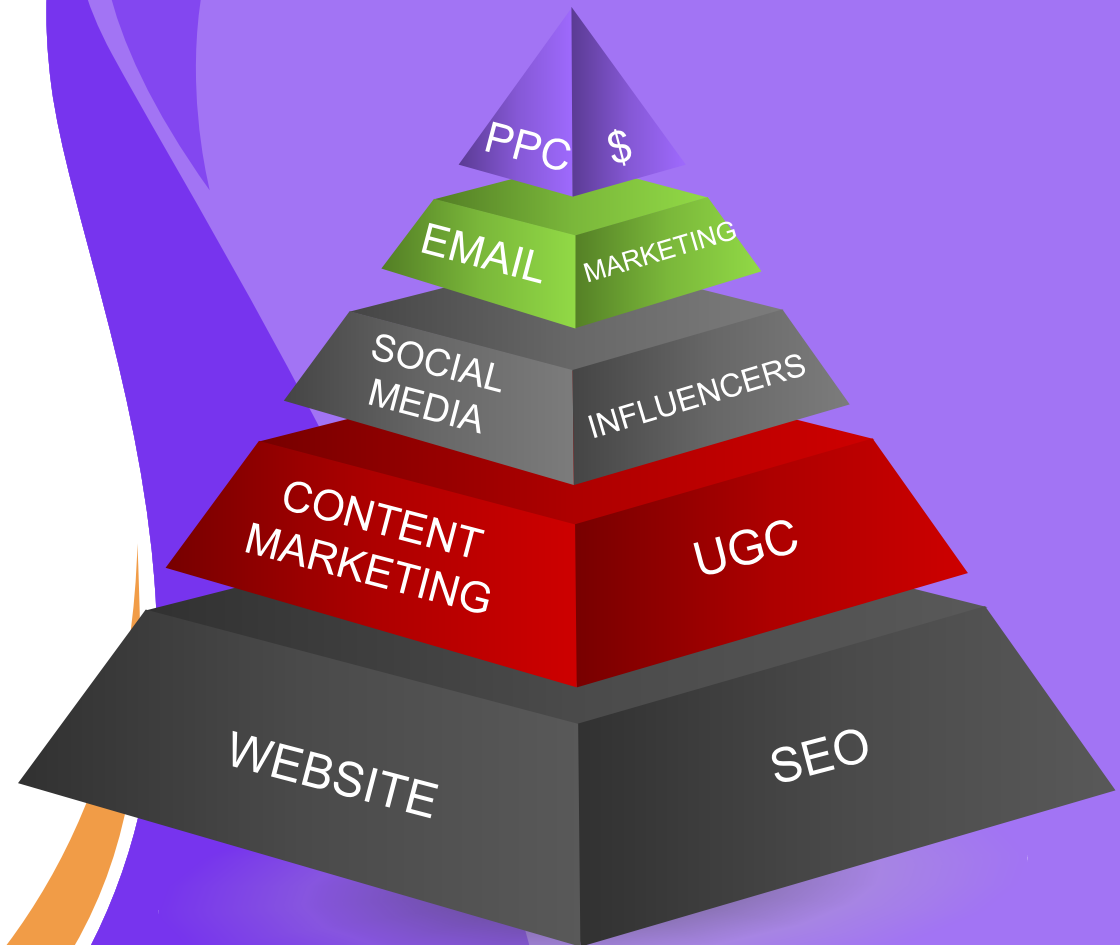 PPC $
EMAIL MARKETING
SOCIAL
MEDIA
INFLUENCERS
CONTENT
MARKETING
UGC
WEBSITE SEO